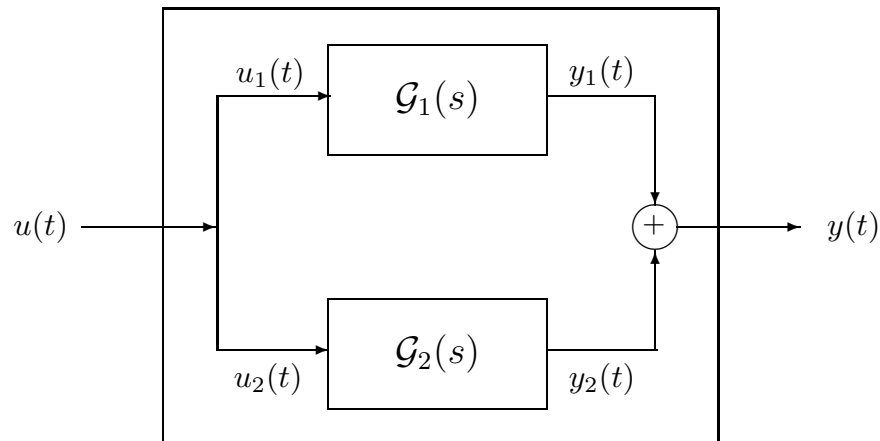 u₁(t)
y₁(t)
𝒢₁(s)
u(t)
+
y(t)
𝒢₂(s)
u₂(t)
y₂(t)